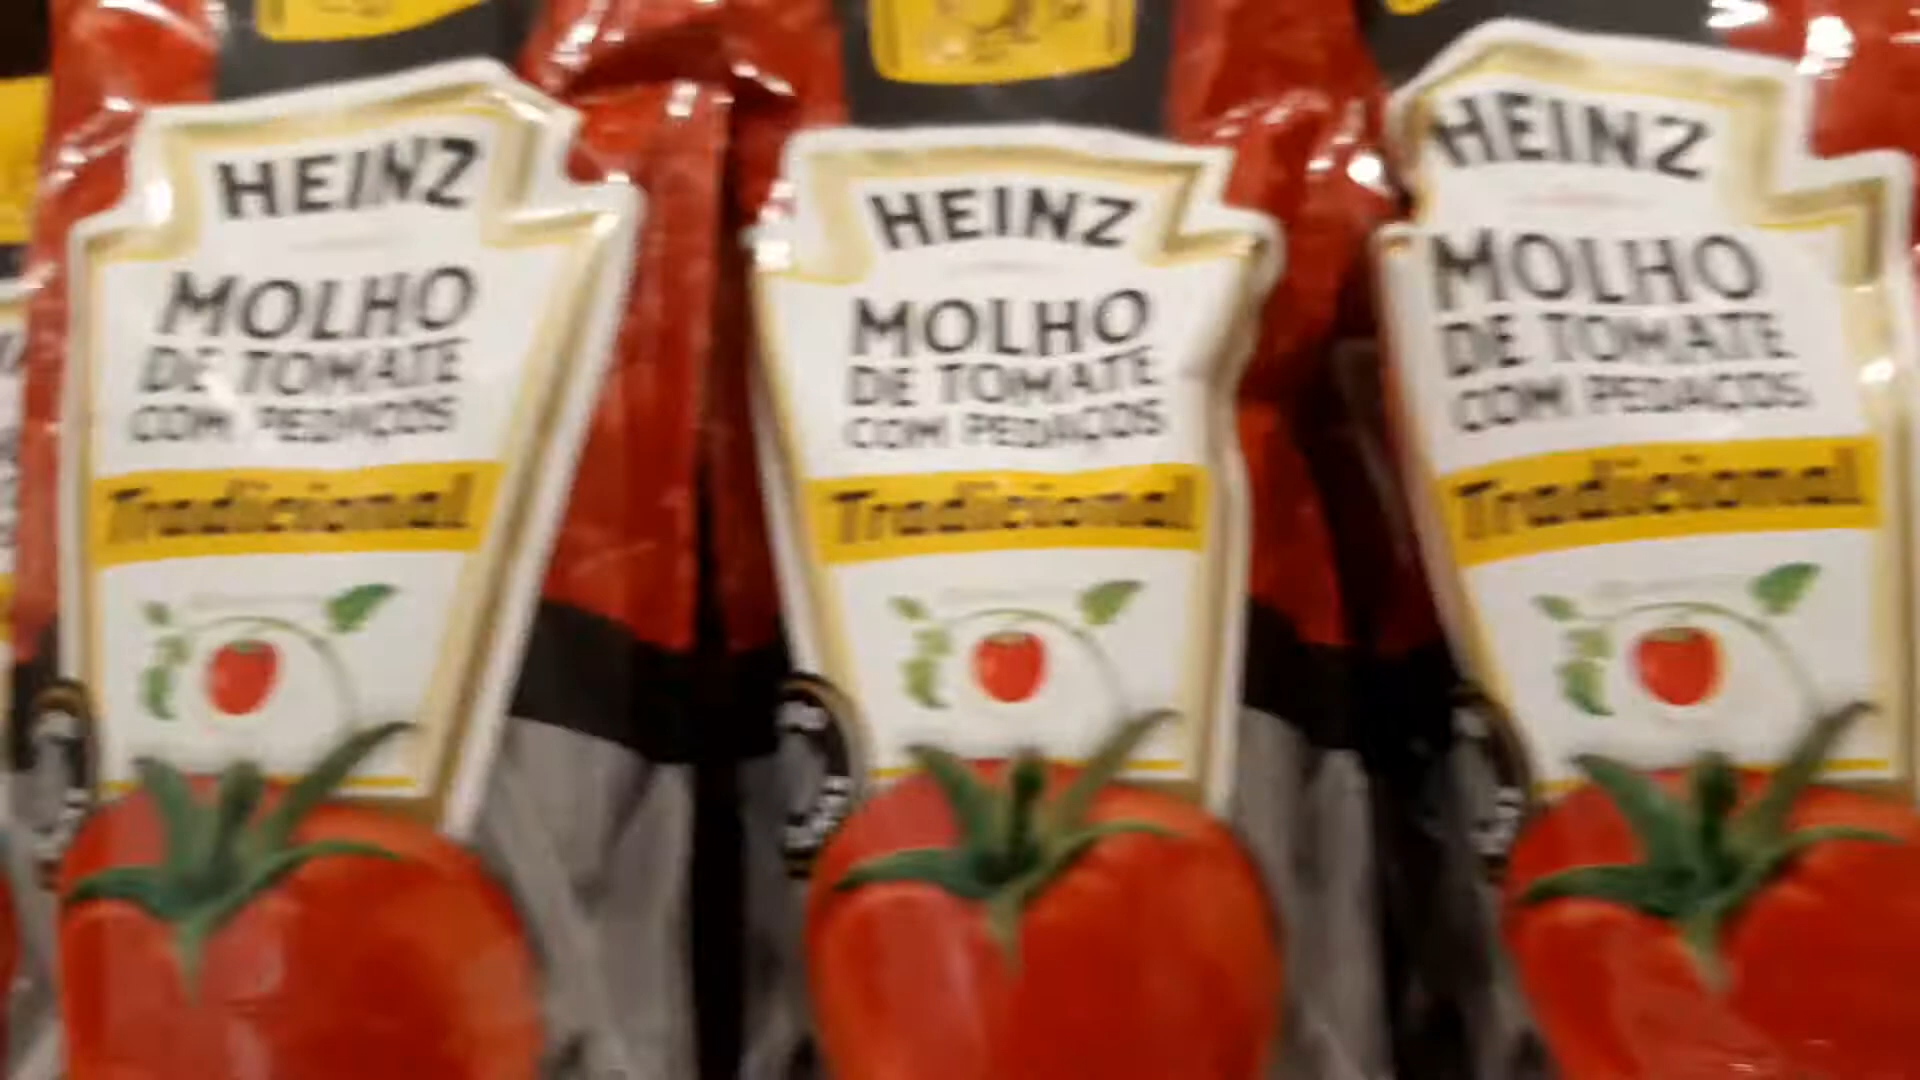 HEINZ
MOLHO
DE TOMATE
COM PEDAÇOS
Tradicional
HEINZ
MOLHO
DE TOMATE
COM PEDAÇOS
Tradicional
HEINZ
MOLHO
DE TOMATE
COM PEDAÇOS
Tradicional